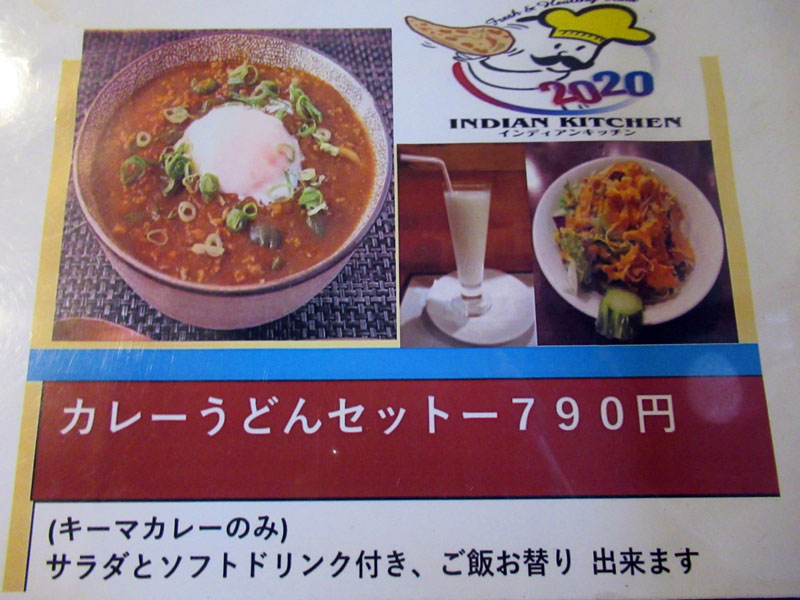 Fresh & Healthy Food
2020
INDIAN KITCHEN
インディアンキッチン
カレーうどんセットー７９０円
(キーマカレーのみ)
サラダとソフトドリンク付き、ご飯お替り 出来ます